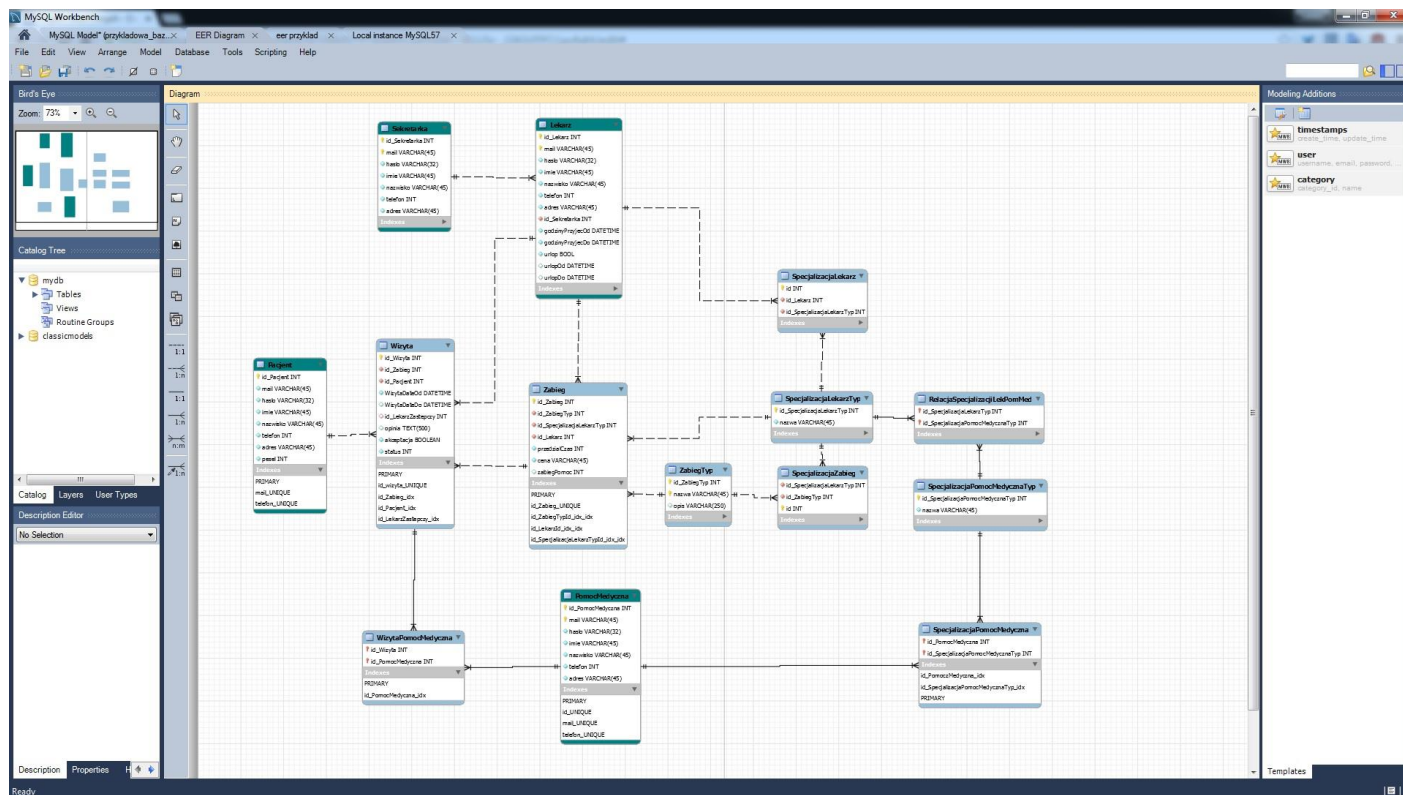 MySQL Workbench
MySQL Model* (przykladowa_baz...
EER Diagram
eer przyklad
Local instance MySQL57
File Edit View Arrange Model Database Tools Scripting Help
Bird's Eye
Zoom: 73%
Catalog Tree
mydb
Tables
Views
Routine Groups
classicmodels
Catalog Layers User Types
Description Editor
No Selection
Description Properties H
Ready
Diagram
1:1
1:n
1:1
1:n
n:m
1:n
Sekretarka
id_Sekretarka INT
mail VARCHAR(45)
hasło VARCHAR(32)
imie VARCHAR(45)
nazwisko VARCHAR(45)
telefon INT
adres VARCHAR(45)
Indexes
Lekarz
id_Lekarz INT
mail VARCHAR(45)
hasło VARCHAR(32)
imie VARCHAR(45)
nazwisko VARCHAR(45)
telefon INT
adres VARCHAR(45)
id_Sekretarka INT
godzinyPrzyjecOd DATETIME
godzinyPrzyjecDo DATETIME
urlop BOOL
urlopOd DATETIME
urlopDo DATETIME
Indexes
SpecjalizacjaLekarz
id INT
id_Lekarz INT
id_SpecjalizacjaLekarzTyp INT
Indexes
Pacjent
id_Pacjent INT
mail VARCHAR(45)
hasło VARCHAR(32)
imie VARCHAR(45)
nazwisko VARCHAR(45)
telefon INT
adres VARCHAR(45)
pesel INT
Indexes
PRIMARY
mail_UNIQUE
telefon_UNIQUE
Wizyta
id_Wizyta INT
id_Zabieg INT
id_Pacjent INT
WizytaDataOd DATETIME
WizytaDataDo DATETIME
id_LekarzZastepczy INT
opinia TEXT(500)
akceptacja BOOLEAN
status INT
Indexes
PRIMARY
id_wizyta_UNIQUE
id_Zabieg_idx
id_Pacjent_idx
id_LekarzZastepczy_idx
Zabieg
id_Zabieg INT
id_ZabiegTyp INT
id_SpecjalizacjaLekarzTyp INT
id_Lekarz INT
przedzialCzas INT
cena VARCHAR(45)
zabiegPomoc INT
Indexes
PRIMARY
id_Zabieg_UNIQUE
id_ZabiegTypId_idx_idx
id_LekarsId_idx_idx
id_SpecjalizacjaLekarzTypId_idx_idx
SpecjalizacjaLekarzTyp
id_SpecjalizacjaLekarzTyp INT
nazwa VARCHAR(45)
Indexes
RelacjaSpecjalizacjiLekPomMed
id_SpecjalizacjaLekarzTyp INT
id_SpecjalizacjaPomocMedycznaTyp INT
Indexes
ZabiegTyp
id_ZabiegTyp INT
nazwa VARCHAR(45)
opis VARCHAR(250)
Indexes
SpecjalizacjaZabieg
id_SpecjalizacjaLekarzTyp INT
id_ZabiegTyp INT
id INT
Indexes
SpecjalizacjaPomocMedycznaTyp
id_SpecjalizacjaPomocMedycznaTyp INT
nazwa VARCHAR(45)
Indexes
WizytaPomocMedyczna
id_Wizyta INT
id_PomocMedyczna INT
Indexes
PRIMARY
id_PomocMedyczna_idx
PomocMedyczna
id_PomocMedyczna INT
mail VARCHAR(45)
hasło VARCHAR(32)
imie VARCHAR(45)
nazwisko VARCHAR(45)
telefon INT
adres VARCHAR(45)
Indexes
PRIMARY
id_UNIQUE
mail_UNIQUE
telefon_UNIQUE
SpecjalizacjaPomocMedyczna
id_PomocMedyczna INT
id_SpecjalizacjaPomocMedycznaTyp INT
Indexes
id_PomoczMedyczna_idx
id_SpecjalizacjaPomocMedycznaTyp_idx
PRIMARY
Modeling Additions
timestamps
create_time, update_time
user
username, email, password, ...
category
category_id, name
Templates